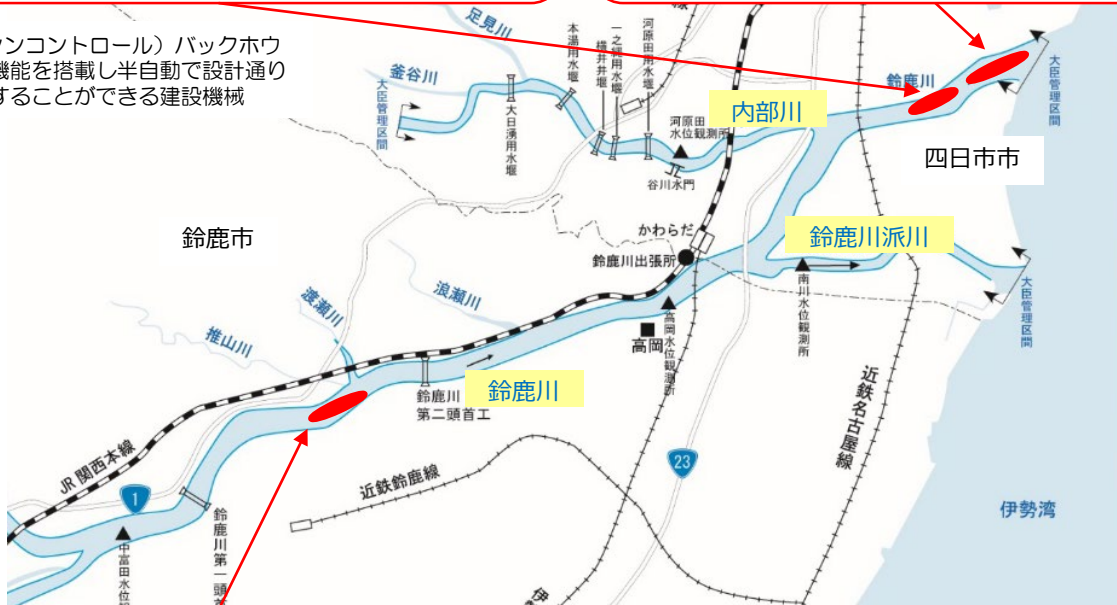 ンコントロール）バックホウ
機能を搭載し半自動で設計通り
することができる建設機械
足見川
釜谷川
大臣管理区間
本湯用水堰
横井井堰
一之縄用水堰
河原田用水堰
大日湧用水堰
河原田
水位観測所
谷川水門
内部川
鈴鹿川
大臣管理区間
四日市市
鈴鹿市
かわらだ
鈴鹿川出張所
鈴鹿川派川
南川水位観測所
大臣管理区間
浪瀬川
渡瀬川
推山川
高岡
高岡水位観測所
鈴鹿川
第二頭首工
鈴鹿川
JR関西本線
1
近鉄鈴鹿線
23
近鉄名古屋線
伊勢湾
中富田水位観
鈴鹿川第一頭首
伊
線